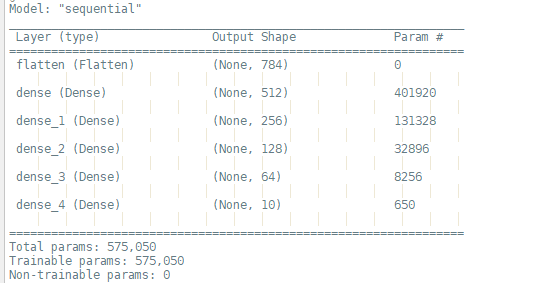 Model: "sequential"
Layer (type) Output Shape Param #
flatten (Flatten) (None, 784) 0
dense (Dense) (None, 512) 401920
dense_1 (Dense) (None, 256) 131328
dense_2 (Dense) (None, 128) 32896
dense_3 (Dense) (None, 64) 8256
dense_4 (Dense) (None, 10) 650
Total params: 575,050
Trainable params: 575,050
Non-trainable params: 0